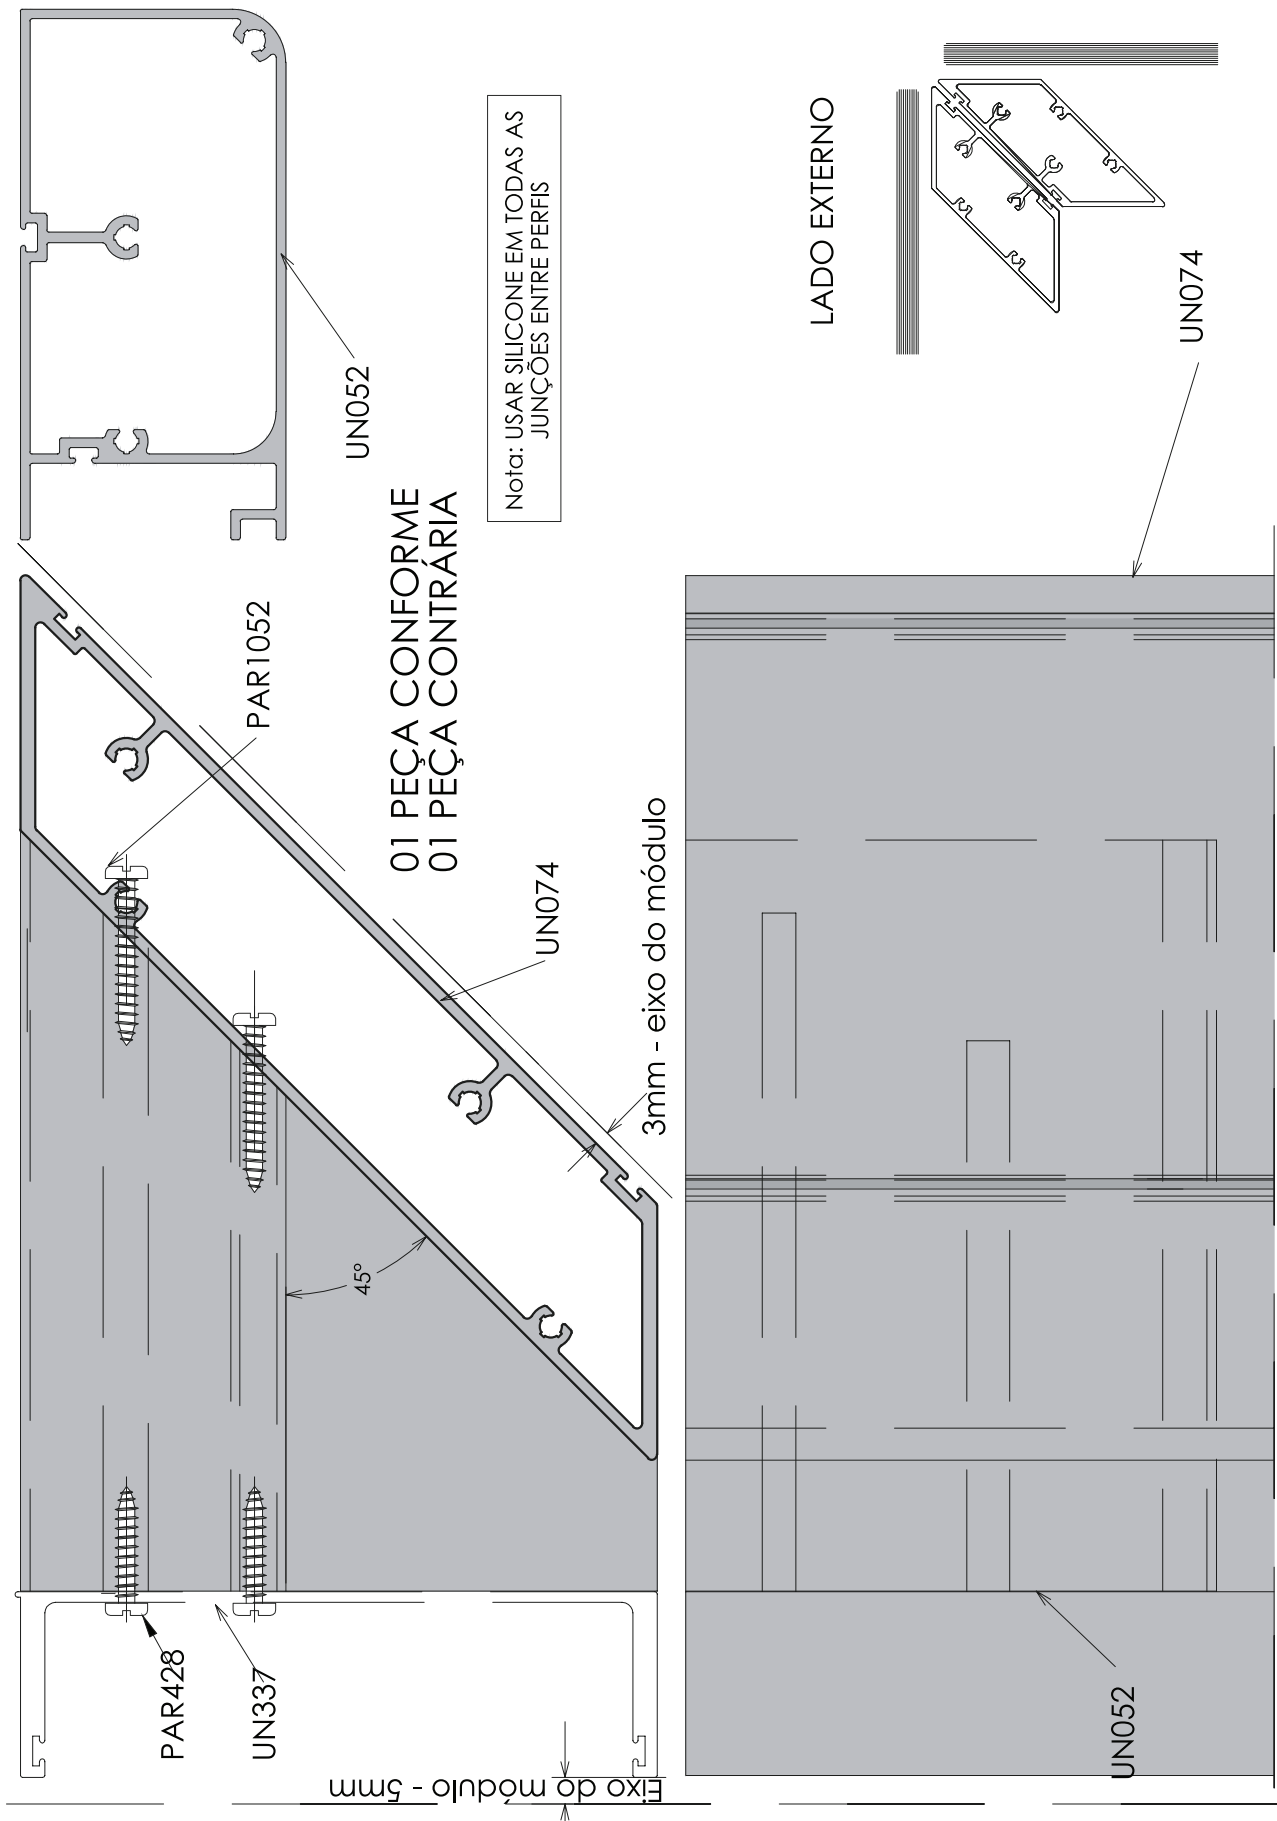 UN052
Nota: USAR SILICONE EM TODAS AS
JUNÇÕES ENTRE PERFIS
LADO EXTERNO
01 PEÇA CONFORME
01 PEÇA CONTRÁRIA
PAR1052
UN074
3mm - eixo do módulo
45°
UN074
PAR428
UN337
Eixo do módulo - 5mm
UN052